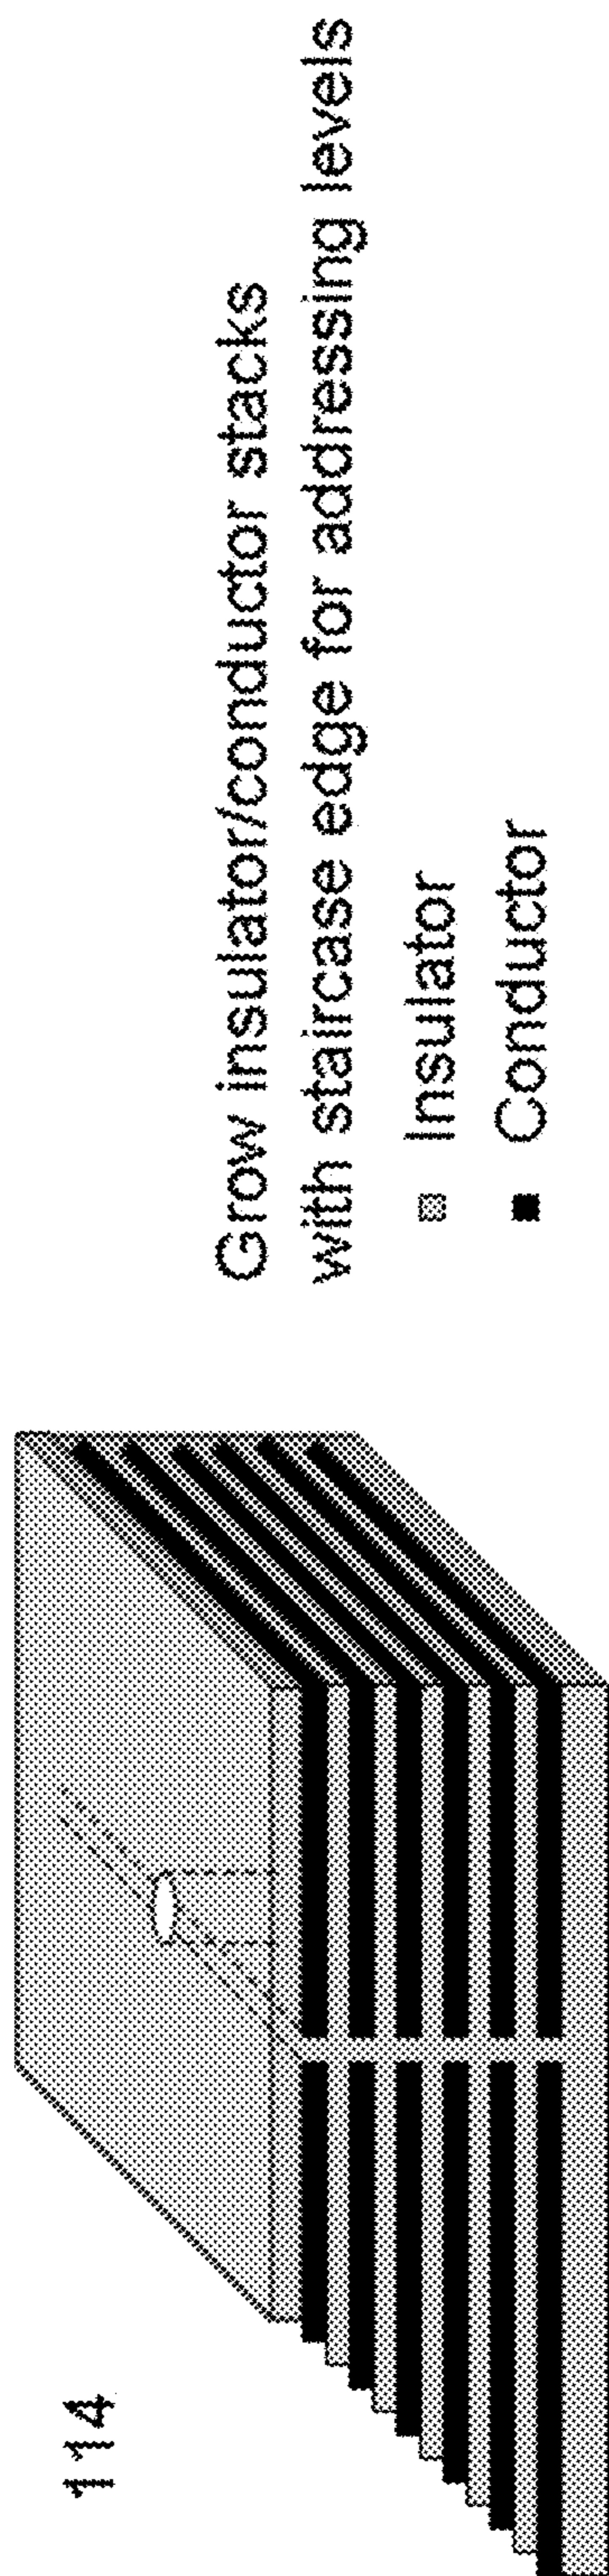 114
Grow insulator/conductor stacks
with staircase edge for addressing levels
Insulator
Conductor